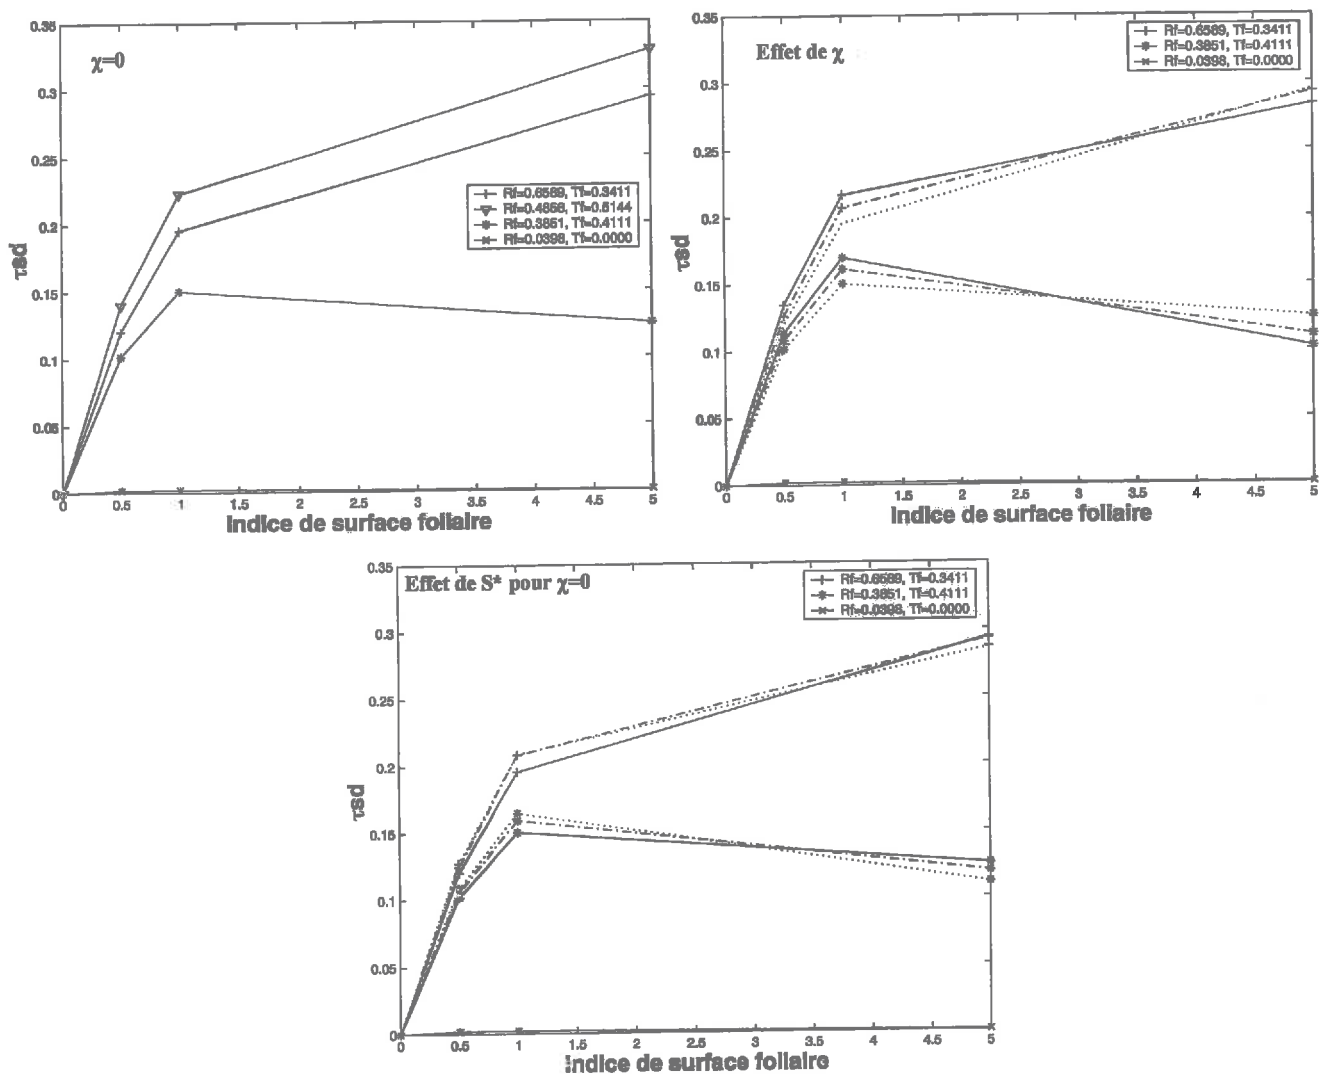 χ=0
0.35
0.3
0.25
0.2
0.15
0.1
0.05
0
τsd
Rf=0.6589, Tf=0.3411
Rf=0.4856, Tf=0.5144
Rf=0.3851, Tf=0.4111
Rf=0.0398, Tf=0.0000
0 0.5 1 1.5 2 2.5 3 3.5 4 4.5 5
Indice de surface foliaire
Effet de χ
0.35
0.3
0.25
0.2
0.15
0.1
0.05
0
τsd
Rf=0.6589, Tf=0.3411
Rf=0.3851, Tf=0.4111
Rf=0.0398, Tf=0.0000
0 0.5 1 1.5 2 2.5 3 3.5 4 4.5 5
Indice de surface foliaire
Effet de S* pour χ=0
0.35
0.3
0.25
0.2
0.15
0.1
0.05
0
τsd
Rf=0.6589, Tf=0.3411
Rf=0.3851, Tf=0.4111
Rf=0.0398, Tf=0.0000
0 0.5 1 1.5 2 2.5 3 3.5 4 4.5 5
Indice de surface foliaire